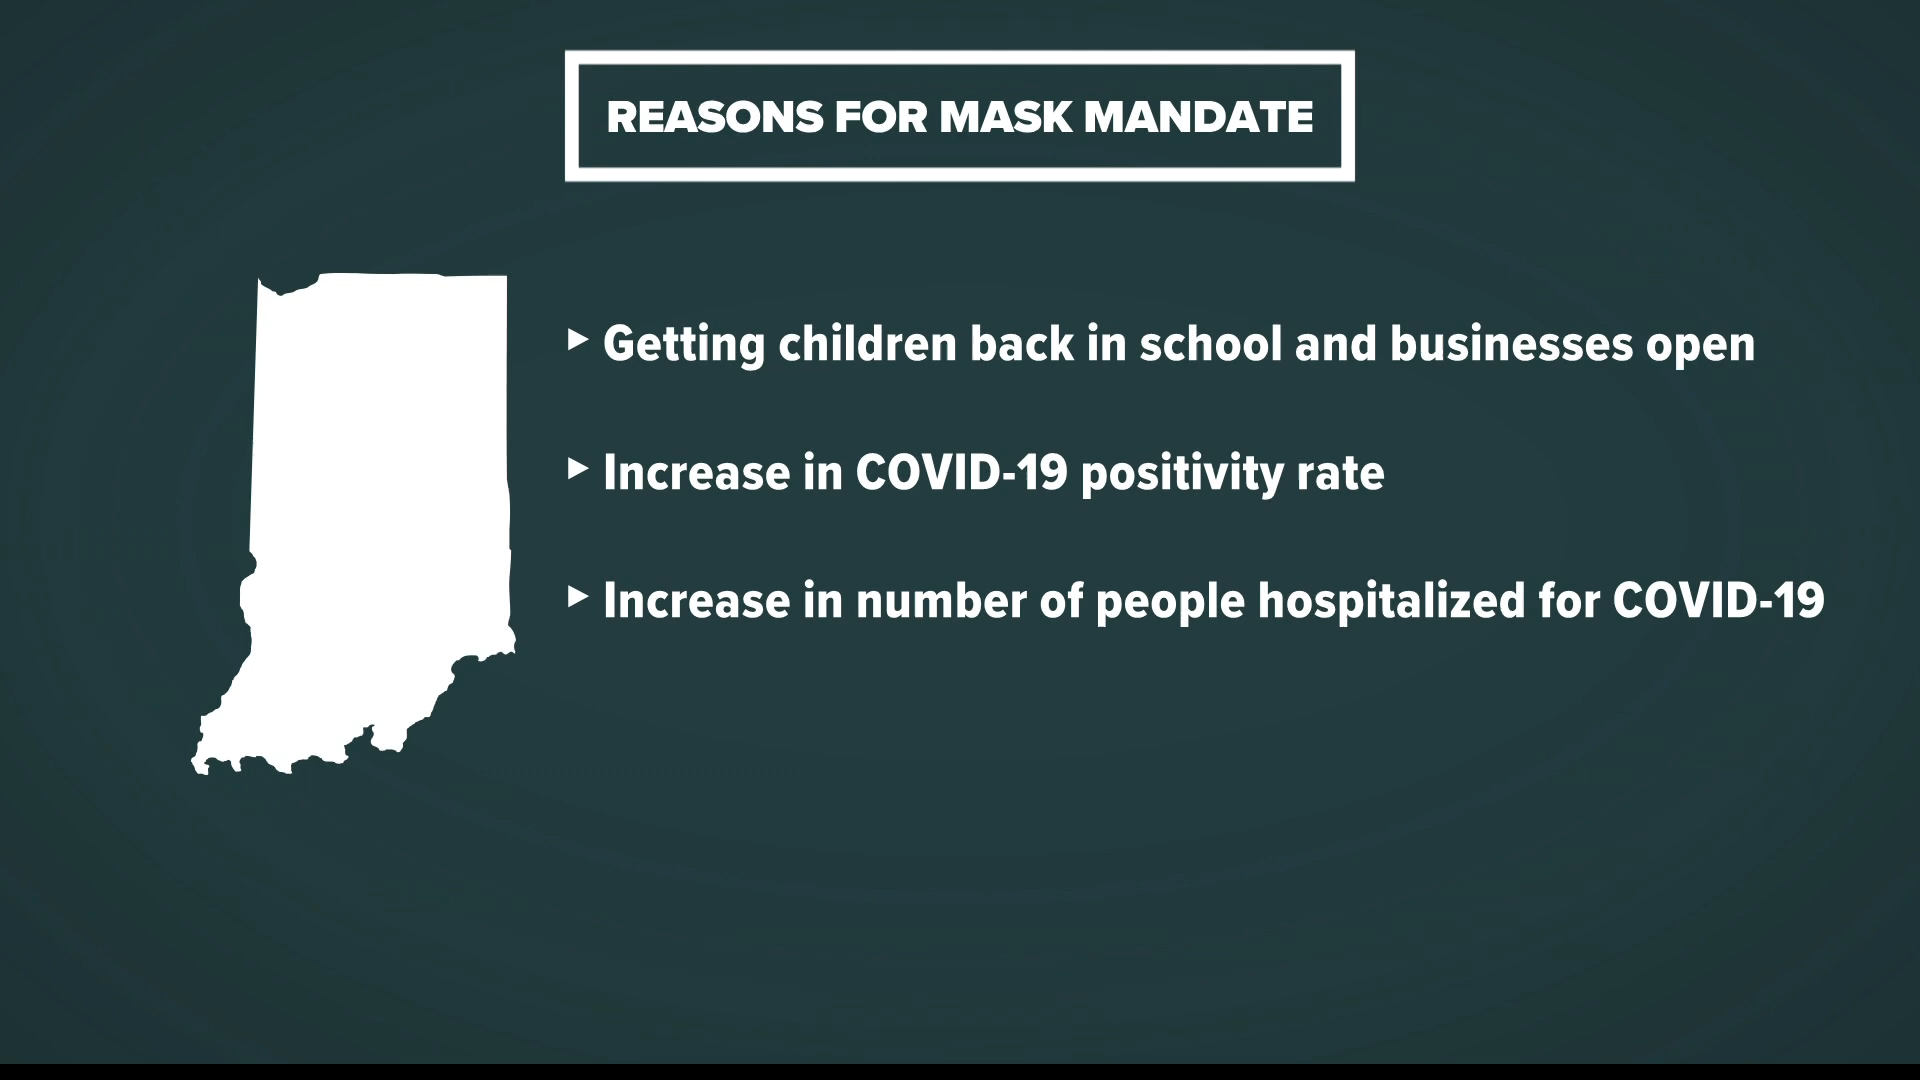 REASONS FOR MASK MANDATE
▸ Getting children back in school and businesses open
▸ Increase in COVID-19 positivity rate
▸ Increase in number of people hospitalized for COVID-19